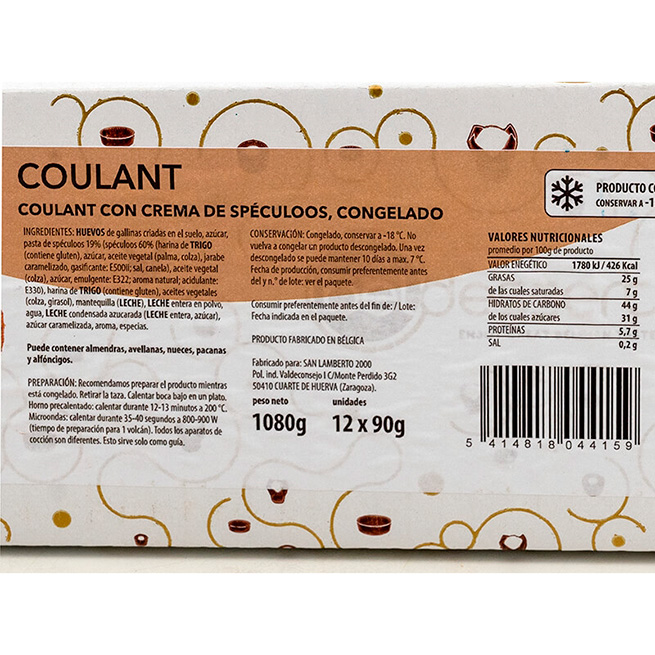 COULANT
COULANT CON CREMA DE SPÉCULOOS, CONGELADO
INGREDIENTES: HUEVOS de gallinas criadas en el suelo, azúcar,
pasta de spéculoos 19% (spéculoos 60% (harina de TRIGO
(contiene gluten), azúcar, aceite vegetal (palma, colza), jarabe
caramelizado, gasificante: E500ii; sal, canela), aceite vegetal
(colza), azúcar, emulgente: E322; aroma natural; acidulante:
E330), harina de TRIGO (contiene gluten), aceites vegetales
(colza, girasol), mantequilla (LECHE), LECHE entera en polvo,
agua, LECHE condensada azucarada (LECHE entera, azúcar),
azúcar caramelizada, aroma, especias.
Puede contener almendras, avellanas, nueces, pacanas
y alfóncigos.
PREPARACIÓN: Recomendamos preparar el producto mientras
está congelado. Retirar la taza. Calentar boca bajo en un plato.
Horno precalentado: calentar durante 12-13 minutos a 200 °C.
Microondas: calentar durante 35-40 segundos a 800-900 W
(tiempo de preparación para 1 volcán). Todos los aparatos de
cocción son diferentes. Esto sirve solo como guía.
CONSERVACIÓN: Congelado, conservar a -18 °C. No
vuelva a congelar un producto descongelado. Una vez
descongelado se puede mantener 10 días a max. 7 °C.
Fecha de producción, consumir preferiblemente antes
del y n.° de lote: ver el paquete.
Consumir preferiblemente antes del fin de: / Lote:
Fecha indicada en el paquete.
PRODUCTO FABRICADO EN BÉLGICA
Fabricado para: SAN LAMBERTO 2000
Pol. ind. Valdeconsejo I C/Monte Perdido 3G2
50410 CUARTE DE HUERVA (Zaragoza).
peso neto unidades
1080g 12 x 90g
PRODUCTO CO
CONSERVAR A -1
VALORES NUTRICIONALES
promedio por 100g de producto
VALOR ENERGÉTICO 1780 kJ / 426 Kcal
GRASAS 25 g
de las cuales saturadas 7 g
HIDRATOS DE CARBONO 44 g
de los cuales azúcares 31 g
PROTEÍNAS 5,7 g
SAL 0,2 g
5 414818 044159